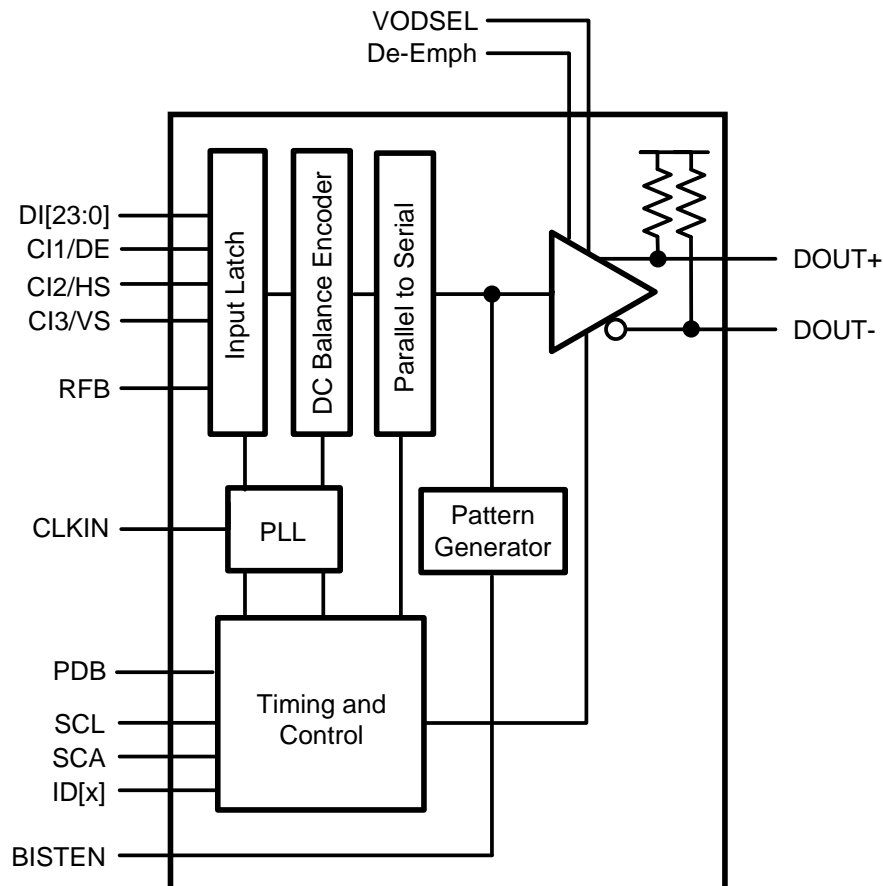 VODSEL
De-Emph
DI[23:0]
CI1/DE
CI2/HS
CI3/VS
RFB
Input Latch
DC Balance Encoder
Parallel to Serial
DOUT+
DOUT-
CLKIN
PLL
Pattern
Generator
PDB
SCL
SCA
ID[x]
Timing and
Control
BISTEN